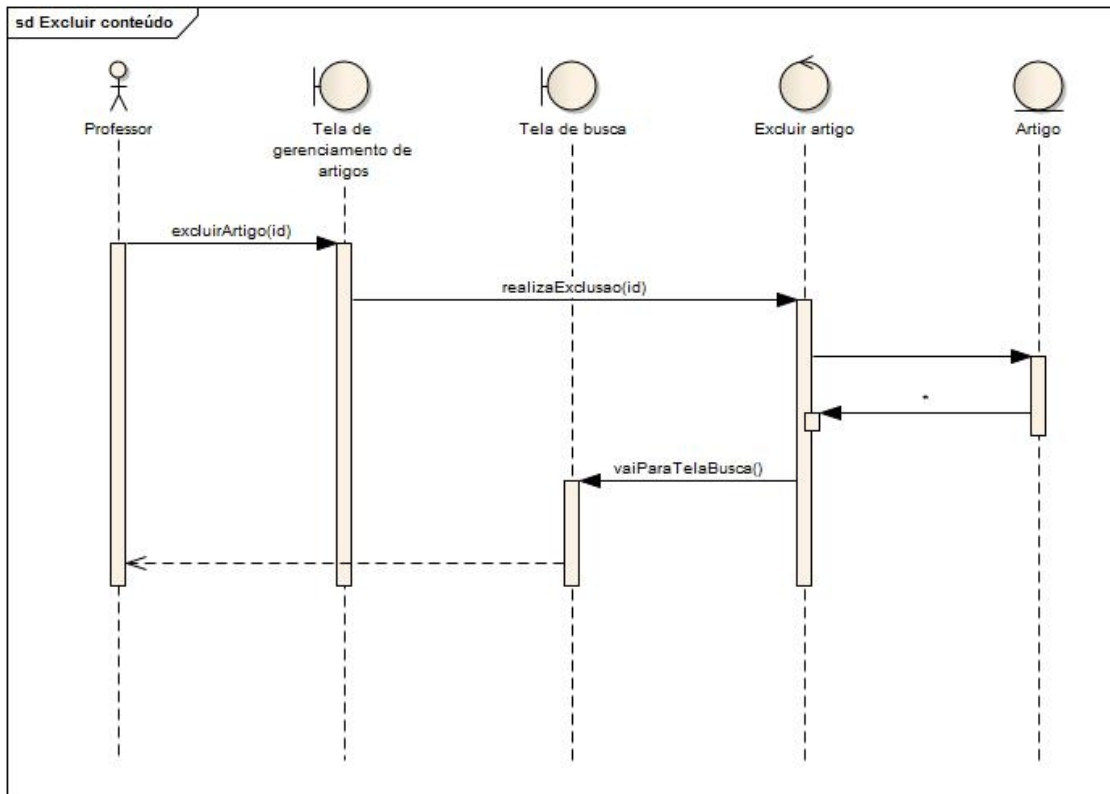 sd Excluir conteúdo
Professor
Tela de
gerenciamento de
artigos
Tela de busca
Excluir artigo
Artigo
excluirArtigo(id)
realizaExclusao(id)
*
vaiParaTelaBusca()